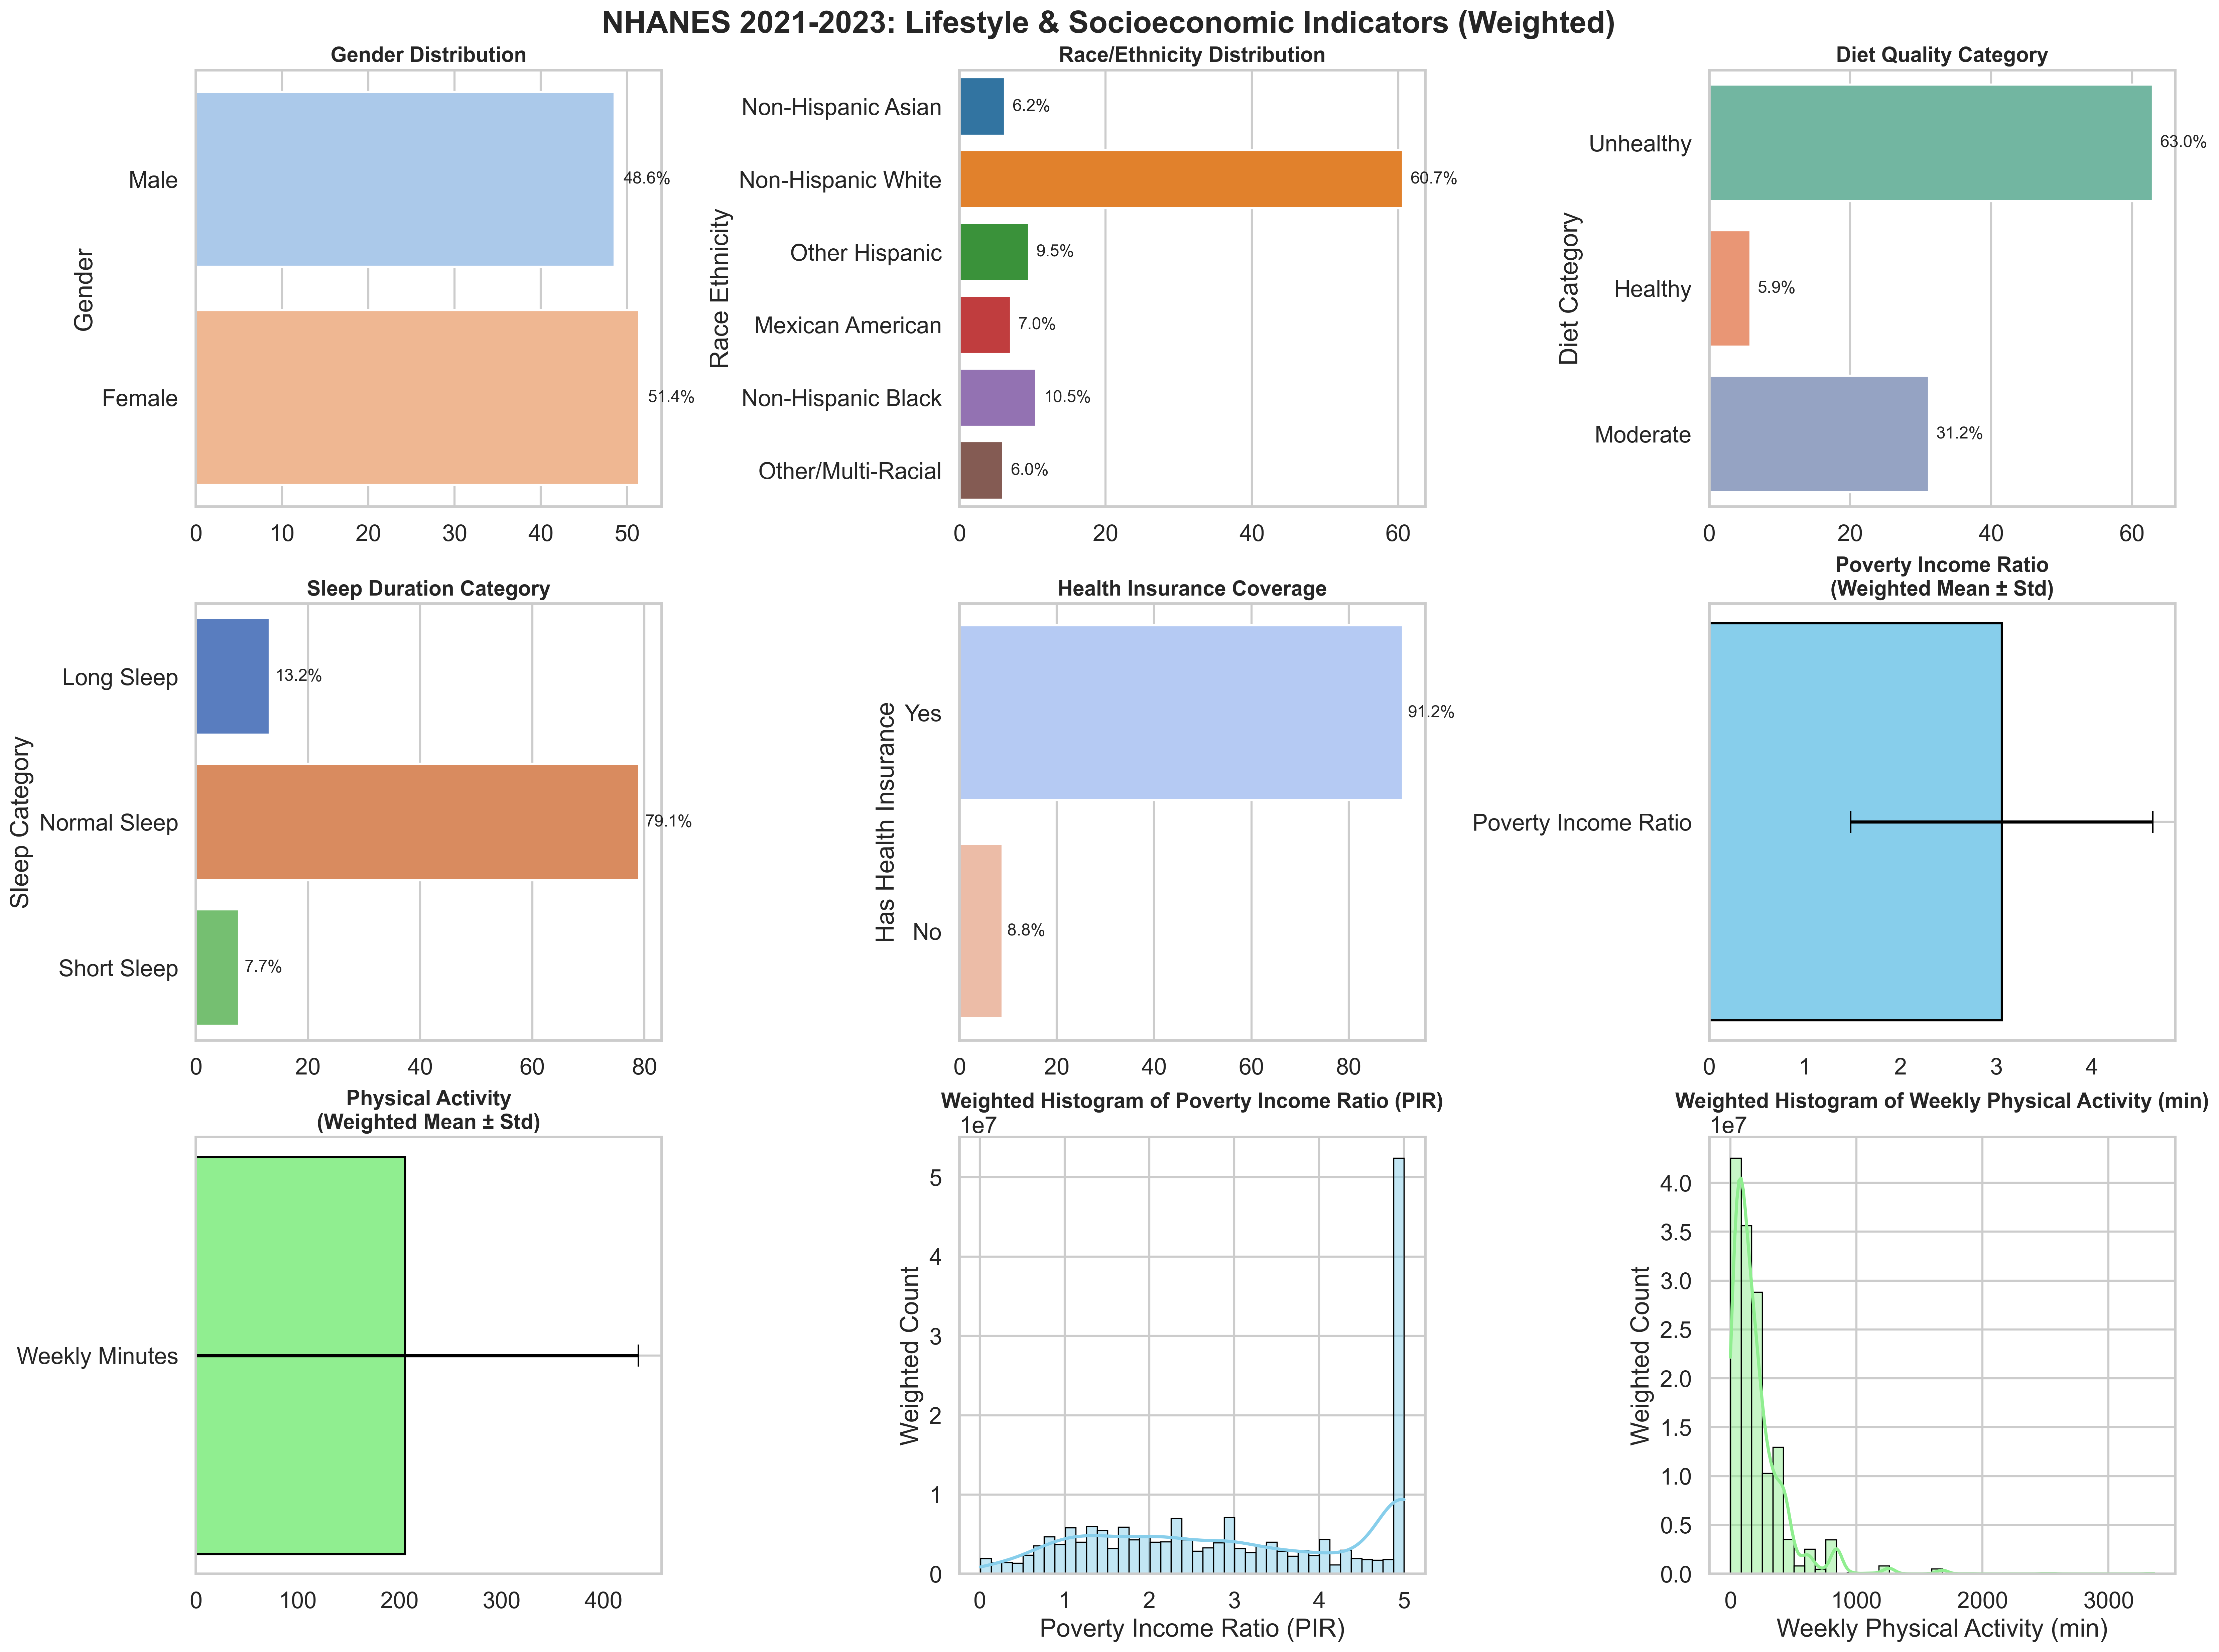 NHANES 2021-2023: Lifestyle & Socioeconomic Indicators (Weighted)
Gender Distribution
Gender
Male
Female
48.6%
51.4%
0 10 20 30 40 50
Race/Ethnicity Distribution
Race Ethnicity
Non-Hispanic Asian
Non-Hispanic White
Other Hispanic
Mexican American
Non-Hispanic Black
Other/Multi-Racial
6.2%
60.7%
9.5%
7.0%
10.5%
6.0%
0 20 40 60
Diet Quality Category
Diet Category
Unhealthy
Healthy
Moderate
63.0%
5.9%
31.2%
0 20 40 60
Sleep Duration Category
Sleep Category
Long Sleep
Normal Sleep
Short Sleep
13.2%
79.1%
7.7%
0 20 40 60 80
Health Insurance Coverage
Has Health Insurance
Yes
No
91.2%
8.8%
0 20 40 60 80
Poverty Income Ratio
(Weighted Mean ± Std)
Poverty Income Ratio
0 1 2 3 4
Physical Activity
(Weighted Mean ± Std)
Weekly Minutes
0 100 200 300 400
Weighted Histogram of Poverty Income Ratio (PIR)
1e7
Weighted Count
5
4
3
2
1
0
0 1 2 3 4 5
Poverty Income Ratio (PIR)
Weighted Histogram of Weekly Physical Activity (min)
1e7
Weighted Count
4.0
3.5
3.0
2.5
2.0
1.5
1.0
0.5
0.0
0 1000 2000 3000
Weekly Physical Activity (min)